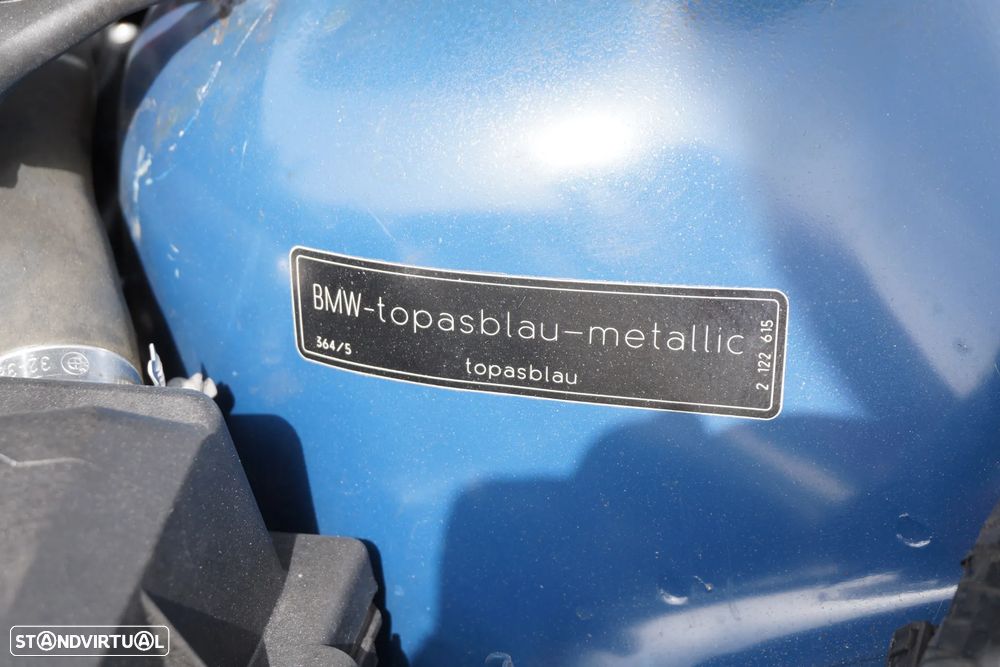 BMW-topasblau-metallic
364/5
topasblau
2 122 615
STANDVIRTUAL